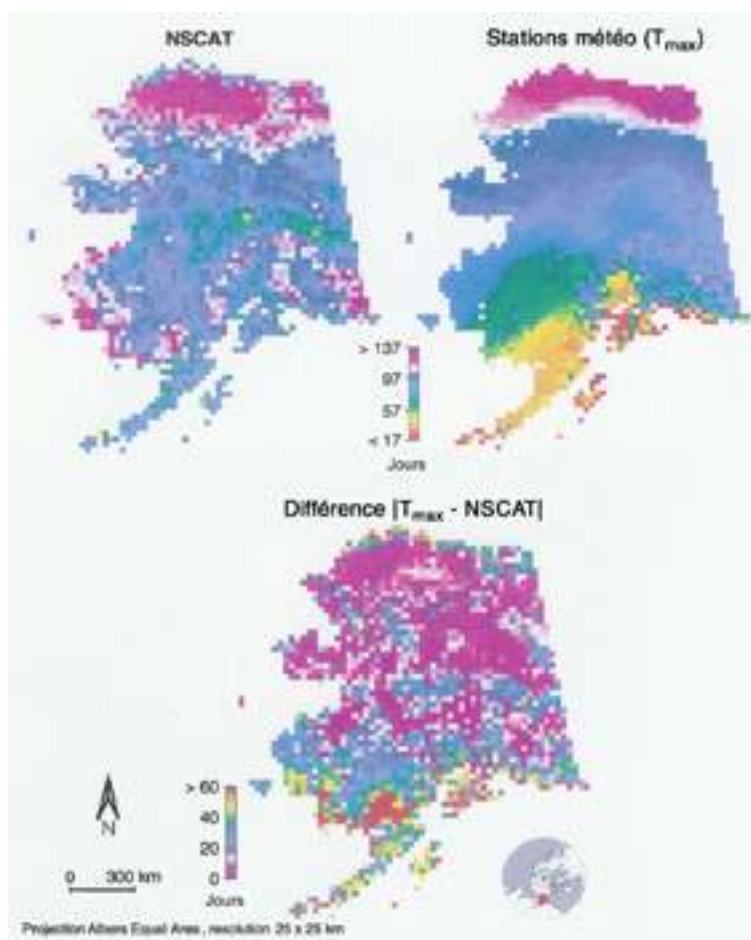 NSCAT
Stations météo (Tmax)
> 137
97
57
< 17
Jours
Différence |Tmax - NSCAT|
> 60
40
20
0
Jours
N
0 300 km
Projection Albers Equal Area, resolution 25 x 25 km